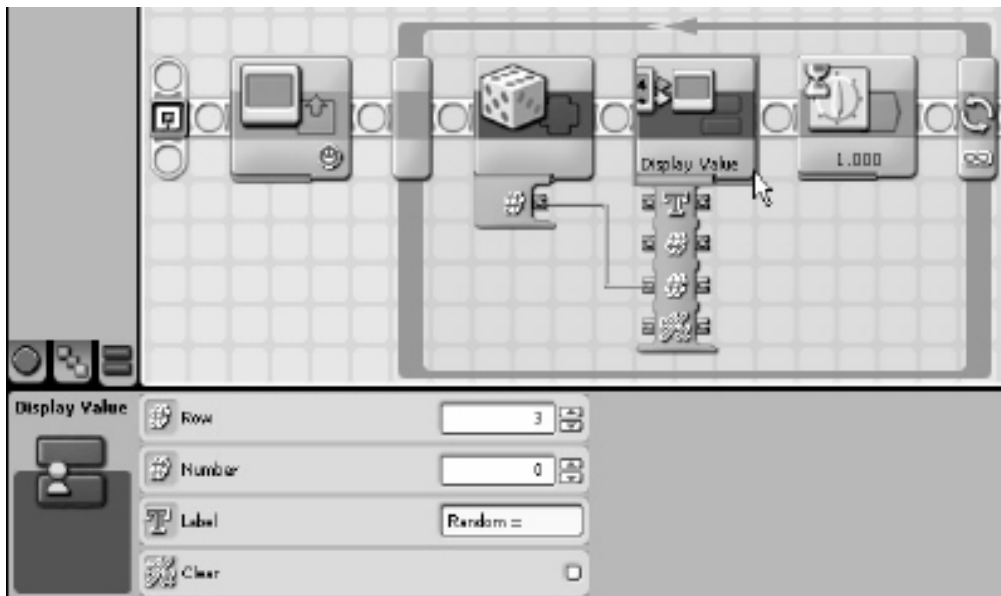 Display Value
1.000
Display Value
Row
3
Number
0
Label
Random =
Clear